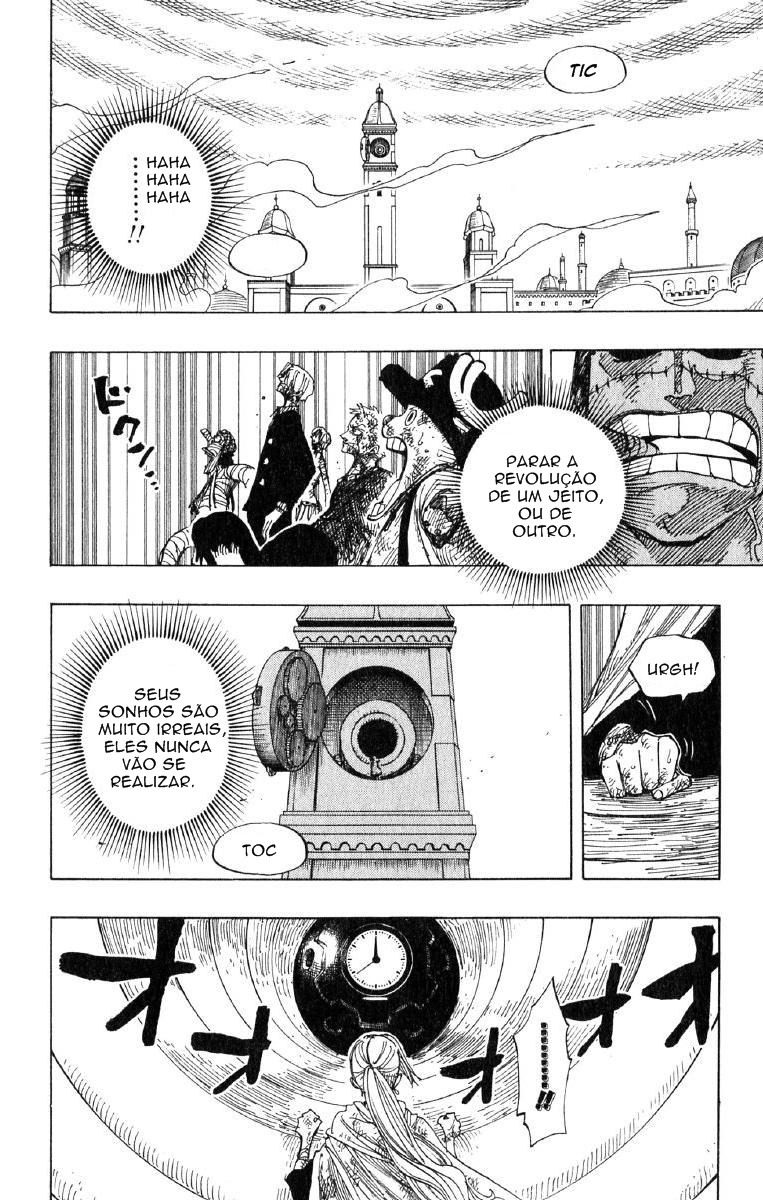 TIC
HAHA
HAHA
HAHA
!!
PARAR A
REVOLUÇÃO
DE UM JEITO,
OU DE
OUTRO.
ドクン...
URGH!
SEUS
SONHOS SÃO
MUITO IRREAIS,
ELES NUNCA
VÃO SE
REALIZAR.
TOC
オオオオオ
!!